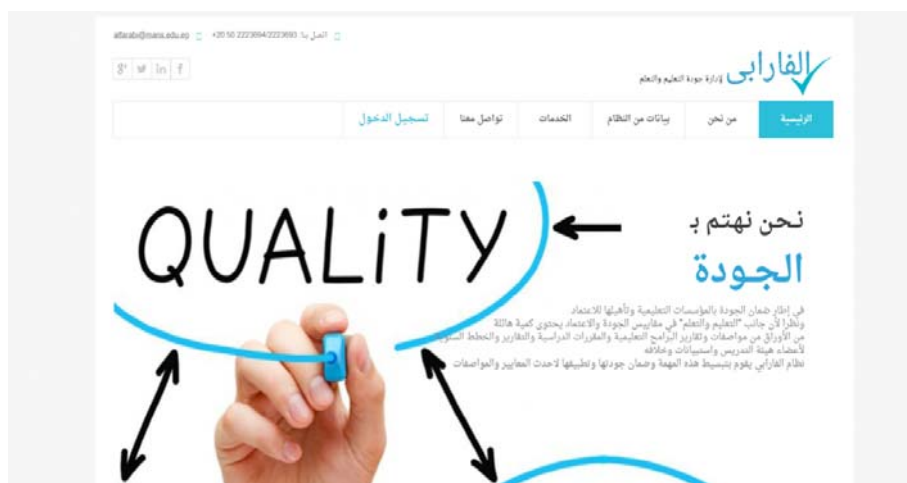 alfarabi@mans.edu.eg +20 50 2223694/2223693 اتصل بنا:
الفارابى لإدارة جودة التعليم والتعلم
الرئيسية من نحن بيانات من النظام الخدمات تواصل معنا تسجيل الدخول
QUALiTY
نحن نهتم بـ
الجودة
في إطار ضمان الجودة بالمؤسسات التعليمية وتأهيلها للاعتماد
ونظرا لأن جانب "التعليم والتعلم" في مقاييس الجودة والاعتماد يحتوى كمية هائلة
من الأوراق من مواصفات وتقارير البرامج التعليمية والمقررات الدراسية والتقارير والخطط
لأعضاء هيئة التدريس واستبيانات وخلافه
نظام الفارابي يقوم بتبسيط هذه المهمة وضمان جودتها وتطبيقها لاحدث المعايير والمواصفات